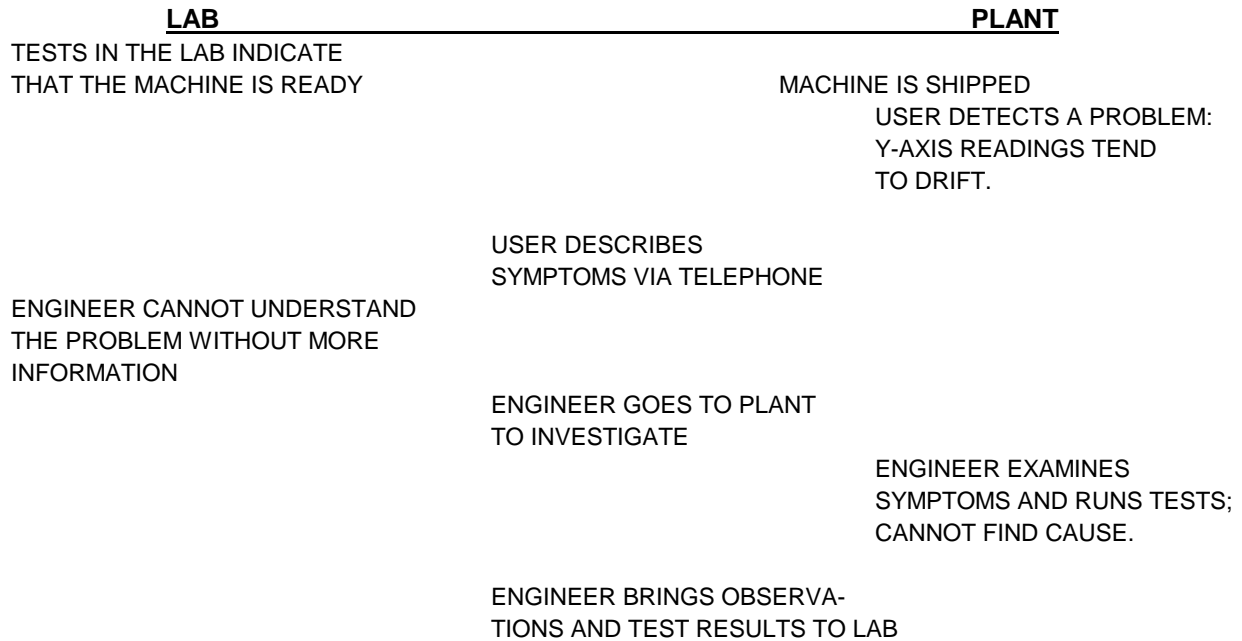 LAB PLANT
TESTS IN THE LAB INDICATE
THAT THE MACHINE IS READY MACHINE IS SHIPPED
USER DETECTS A PROBLEM:
Y-AXIS READINGS TEND
TO DRIFT.
USER DESCRIBES
SYMPTOMS VIA TELEPHONE
ENGINEER CANNOT UNDERSTAND
THE PROBLEM WITHOUT MORE
INFORMATION
ENGINEER GOES TO PLANT
TO INVESTIGATE
ENGINEER EXAMINES
SYMPTOMS AND RUNS TESTS;
CANNOT FIND CAUSE.
ENGINEER BRINGS OBSERVA-
TIONS AND TEST RESULTS TO LAB